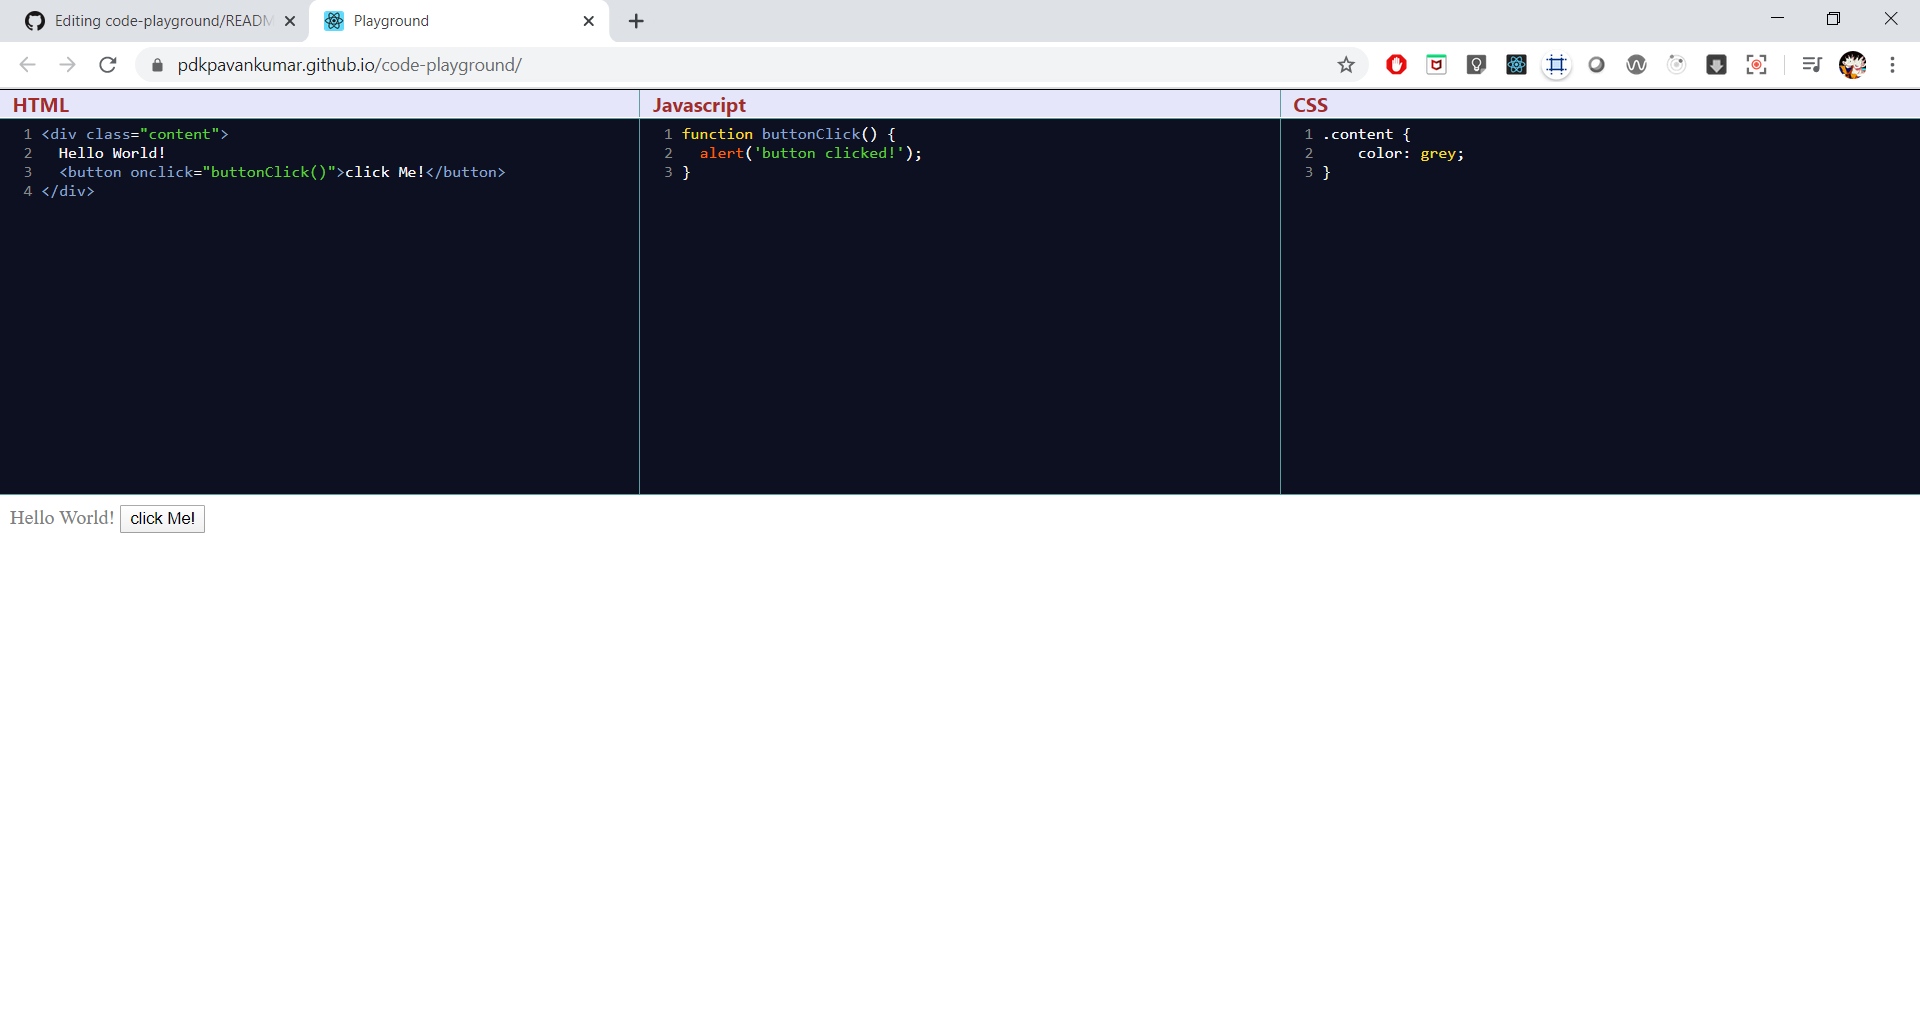 Editing code-playground/READM
Playground
pdkpavankumar.github.io/code-playground/
HTML
1 <div class="content">
2   Hello World!
3   <button onclick="buttonClick()">click Me!</button>
4 </div>
Javascript
1 function buttonClick() {
2   alert('button clicked!');
3 }
CSS
1 .content {
2     color: grey;
3 }
Hello World! click Me!